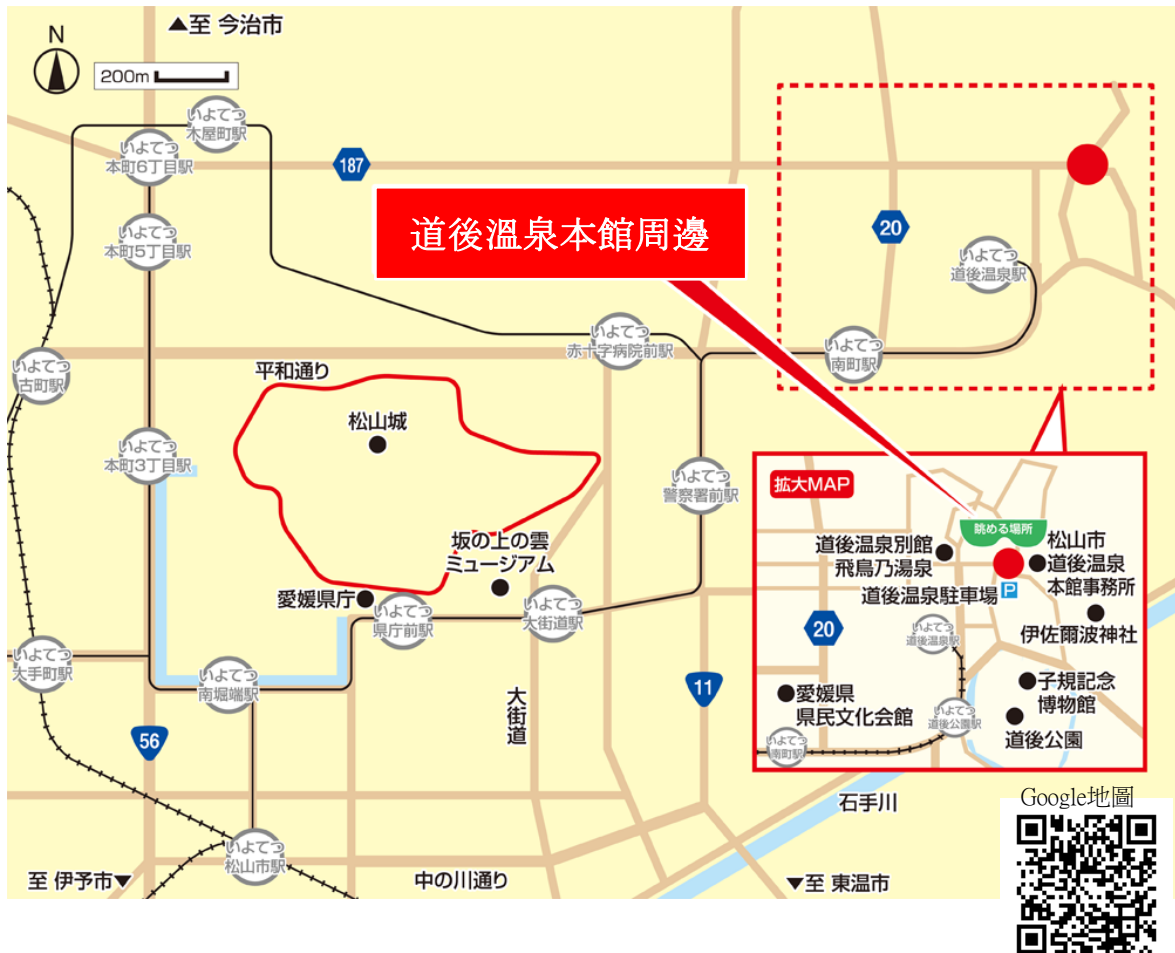 ▲至 今治市
N
200m
いよてつ
木屋町駅
いよてつ
本町6丁目駅
187
道後溫泉本館周邊
20
いよてつ
本町5丁目駅
いよてつ
道後温泉駅
いよてつ
赤十字病院前駅
いよてつ
南町駅
いよてつ
古町駅
平和通り
松山城
いよてつ
本町3丁目駅
いよてつ
警察署前駅
坂の上の雲
ミュージアム
愛媛県庁
いよてつ
県庁前駅
いよてつ
大街道駅
いよてつ
大手町駅
いよてつ
南堀端駅
大街道
11
56
拡大MAP
眺める場所
道後温泉別館
飛鳥乃湯泉
松山市
道後温泉
本館事務所
道後温泉駐車場
P
20
いよてつ
道後温泉駅
伊佐爾波神社
愛媛県
県民文化会館
子規記念
博物館
いよてつ
道後公園駅
道後公園
いよてつ
南町駅
石手川
Google地圖
いよてつ
松山市駅
至 伊予市▼
中の川通り
▼至 東温市